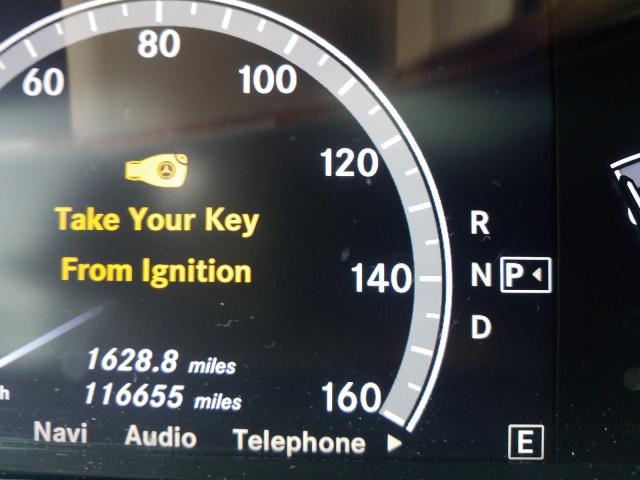 80
60
100
120
Take Your Key
R
From Ignition
140
N P
D
1628.8 miles
116655 miles
160
Navi Audio Telephone
E